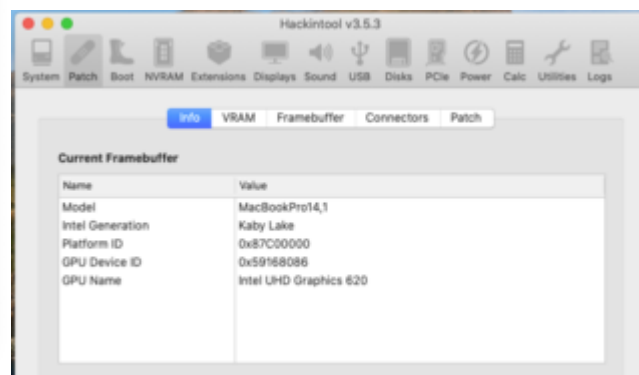 Hackintool v3.5.3
System Patch Boot NVRAM Extensions Displays Sound USB Disks PCIe Power Calc Utilities Logs
Info VRAM Framebuffer Connectors Patch
Current Framebuffer
Name Value
Model MacBookPro14,1
Intel Generation Kaby Lake
Platform ID 0x87C00000
GPU Device ID 0x59168086
GPU Name Intel UHD Graphics 620